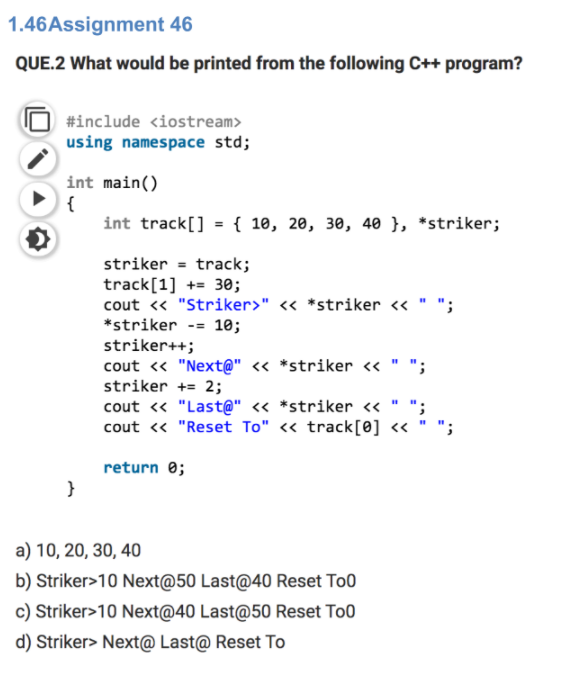 1.46Assignment 46
QUE.2 What would be printed from the following C++ program?
#include <iostream>
using namespace std;
int main()
{
int track[] = { 10, 20, 30, 40 }, *striker;
striker = track;
track[1] += 30;
cout << "Striker>" << *striker << " ";
*striker -= 10;
striker++;
cout << "Next@" << *striker << " ";
striker += 2;
cout << "Last@" << *striker << " ";
cout << "Reset To" << track[0] << " ";
return 0;
}
a) 10, 20, 30, 40
b) Striker>10 Next@50 Last@40 Reset To0
c) Striker>10 Next@40 Last@50 Reset To0
d) Striker> Next@ Last@ Reset To